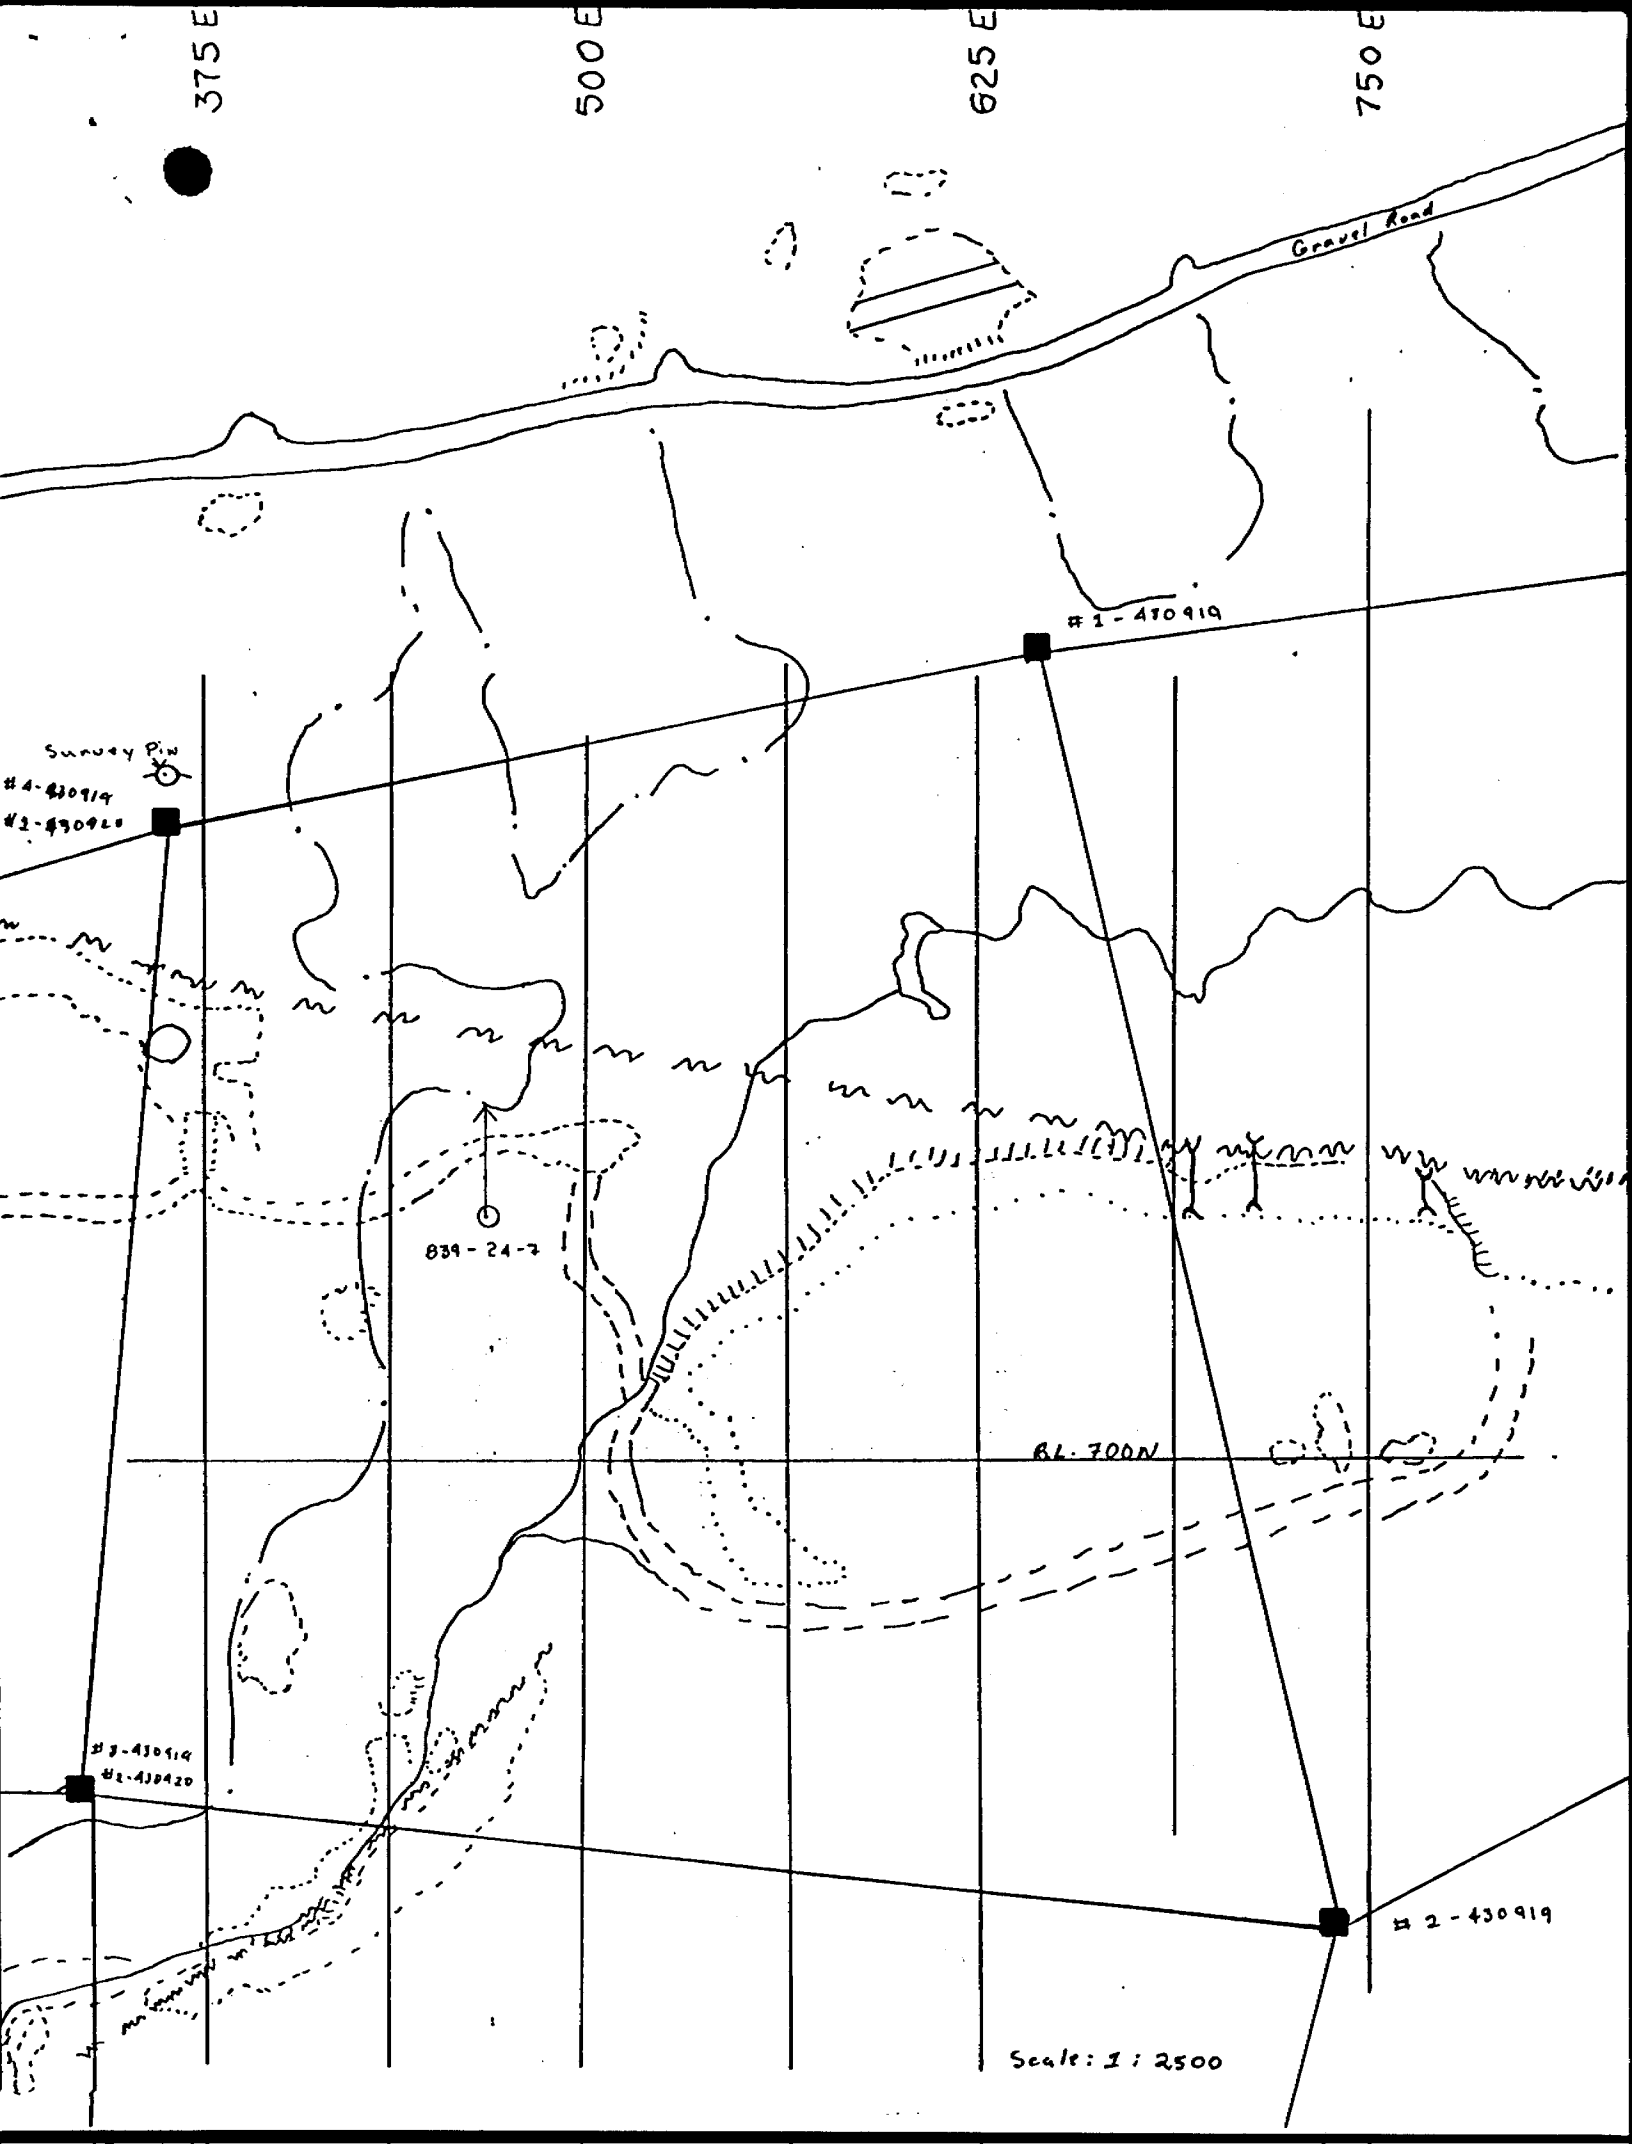 375 E
500 E
625 E
750 E
Gravel Road
# 1 - 430919
Survey Pin
#4-430919
#1-430920
839-24-7
BL. 700N
#3-430919
#2-430920
# 2 - 430919
Scale: 1 : 2500